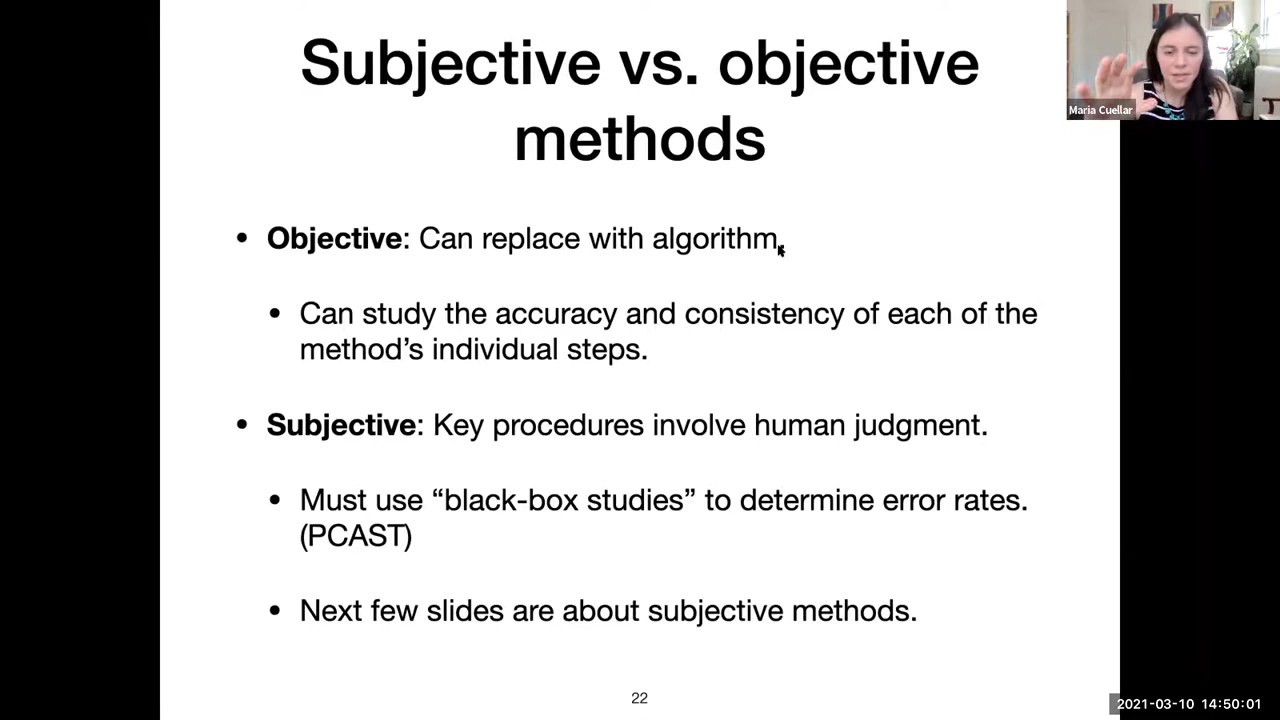 Subjective vs. objective
methods
Maria Cuellar
• Objective: Can replace with algorithm.
• Can study the accuracy and consistency of each of the
method’s individual steps.
• Subjective: Key procedures involve human judgment.
• Must use “black-box studies” to determine error rates.
(PCAST)
• Next few slides are about subjective methods.
22
2021-03-10 14:50:01